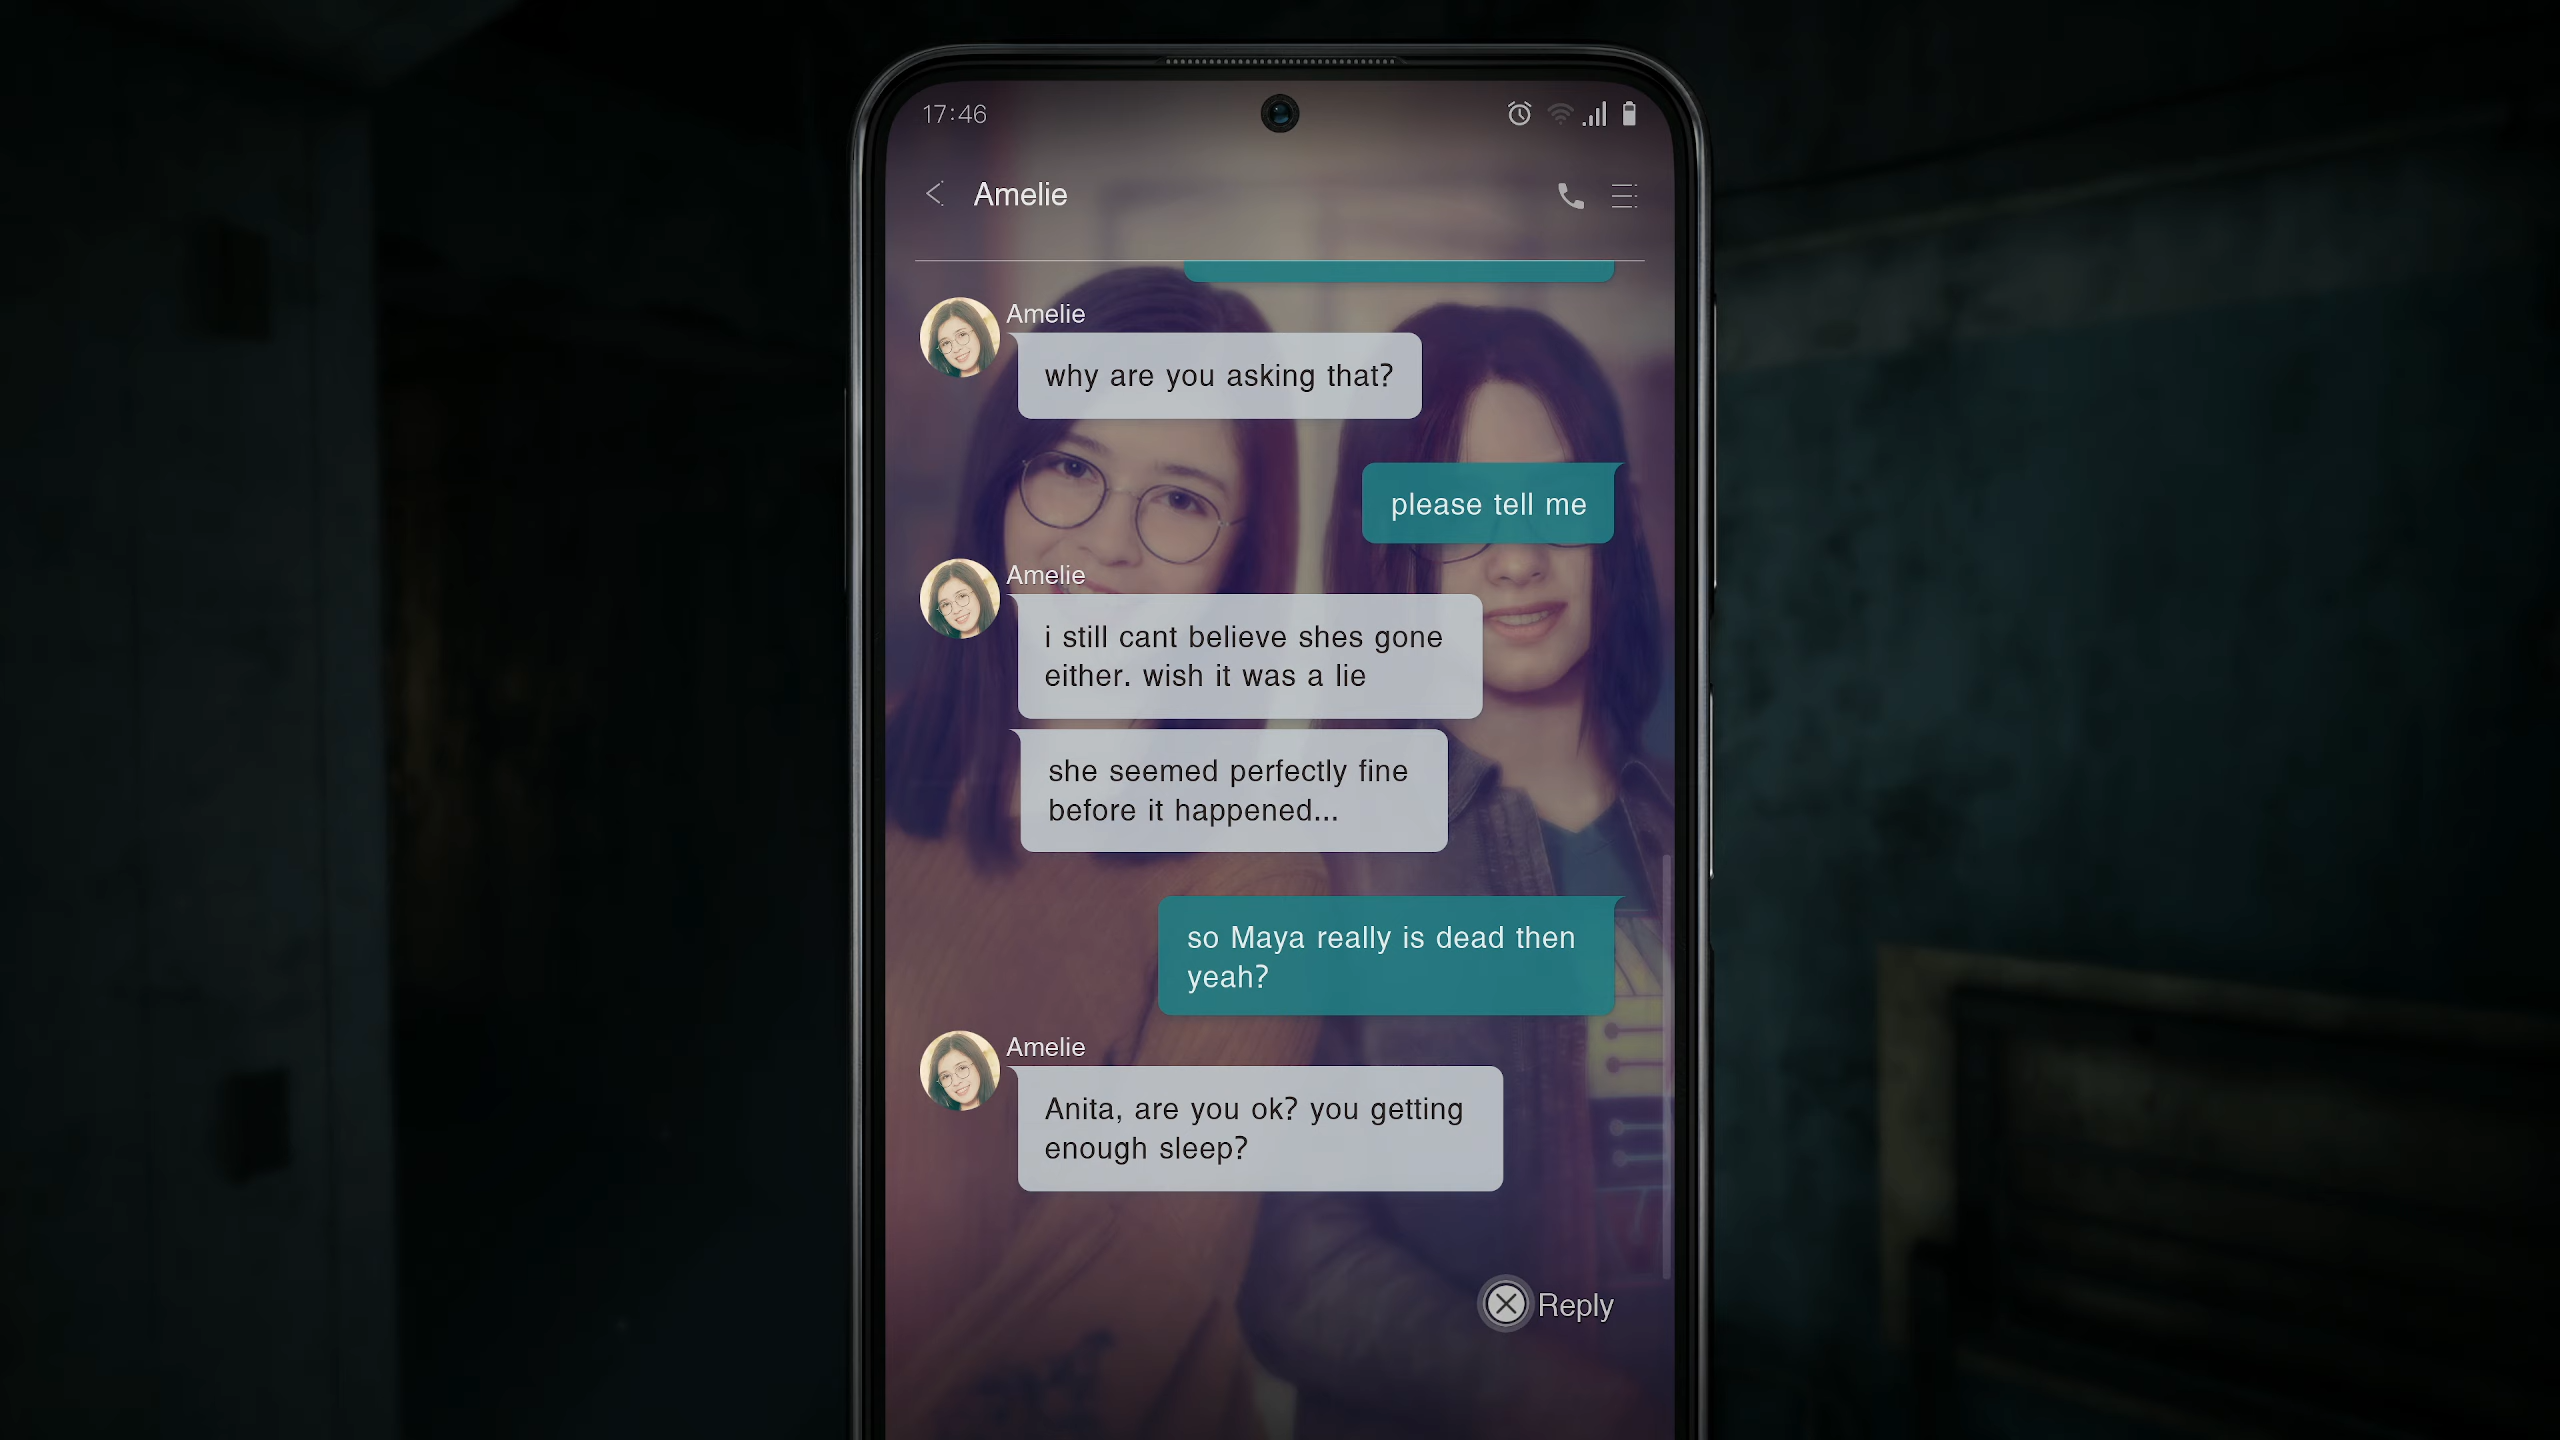 17:46
Amelie
Amelie
why are you asking that?
please tell me
Amelie
i still cant believe shes gone
either. wish it was a lie
she seemed perfectly fine
before it happened...
so Maya really is dead then
yeah?
Amelie
Anita, are you ok? you getting
enough sleep?
Reply